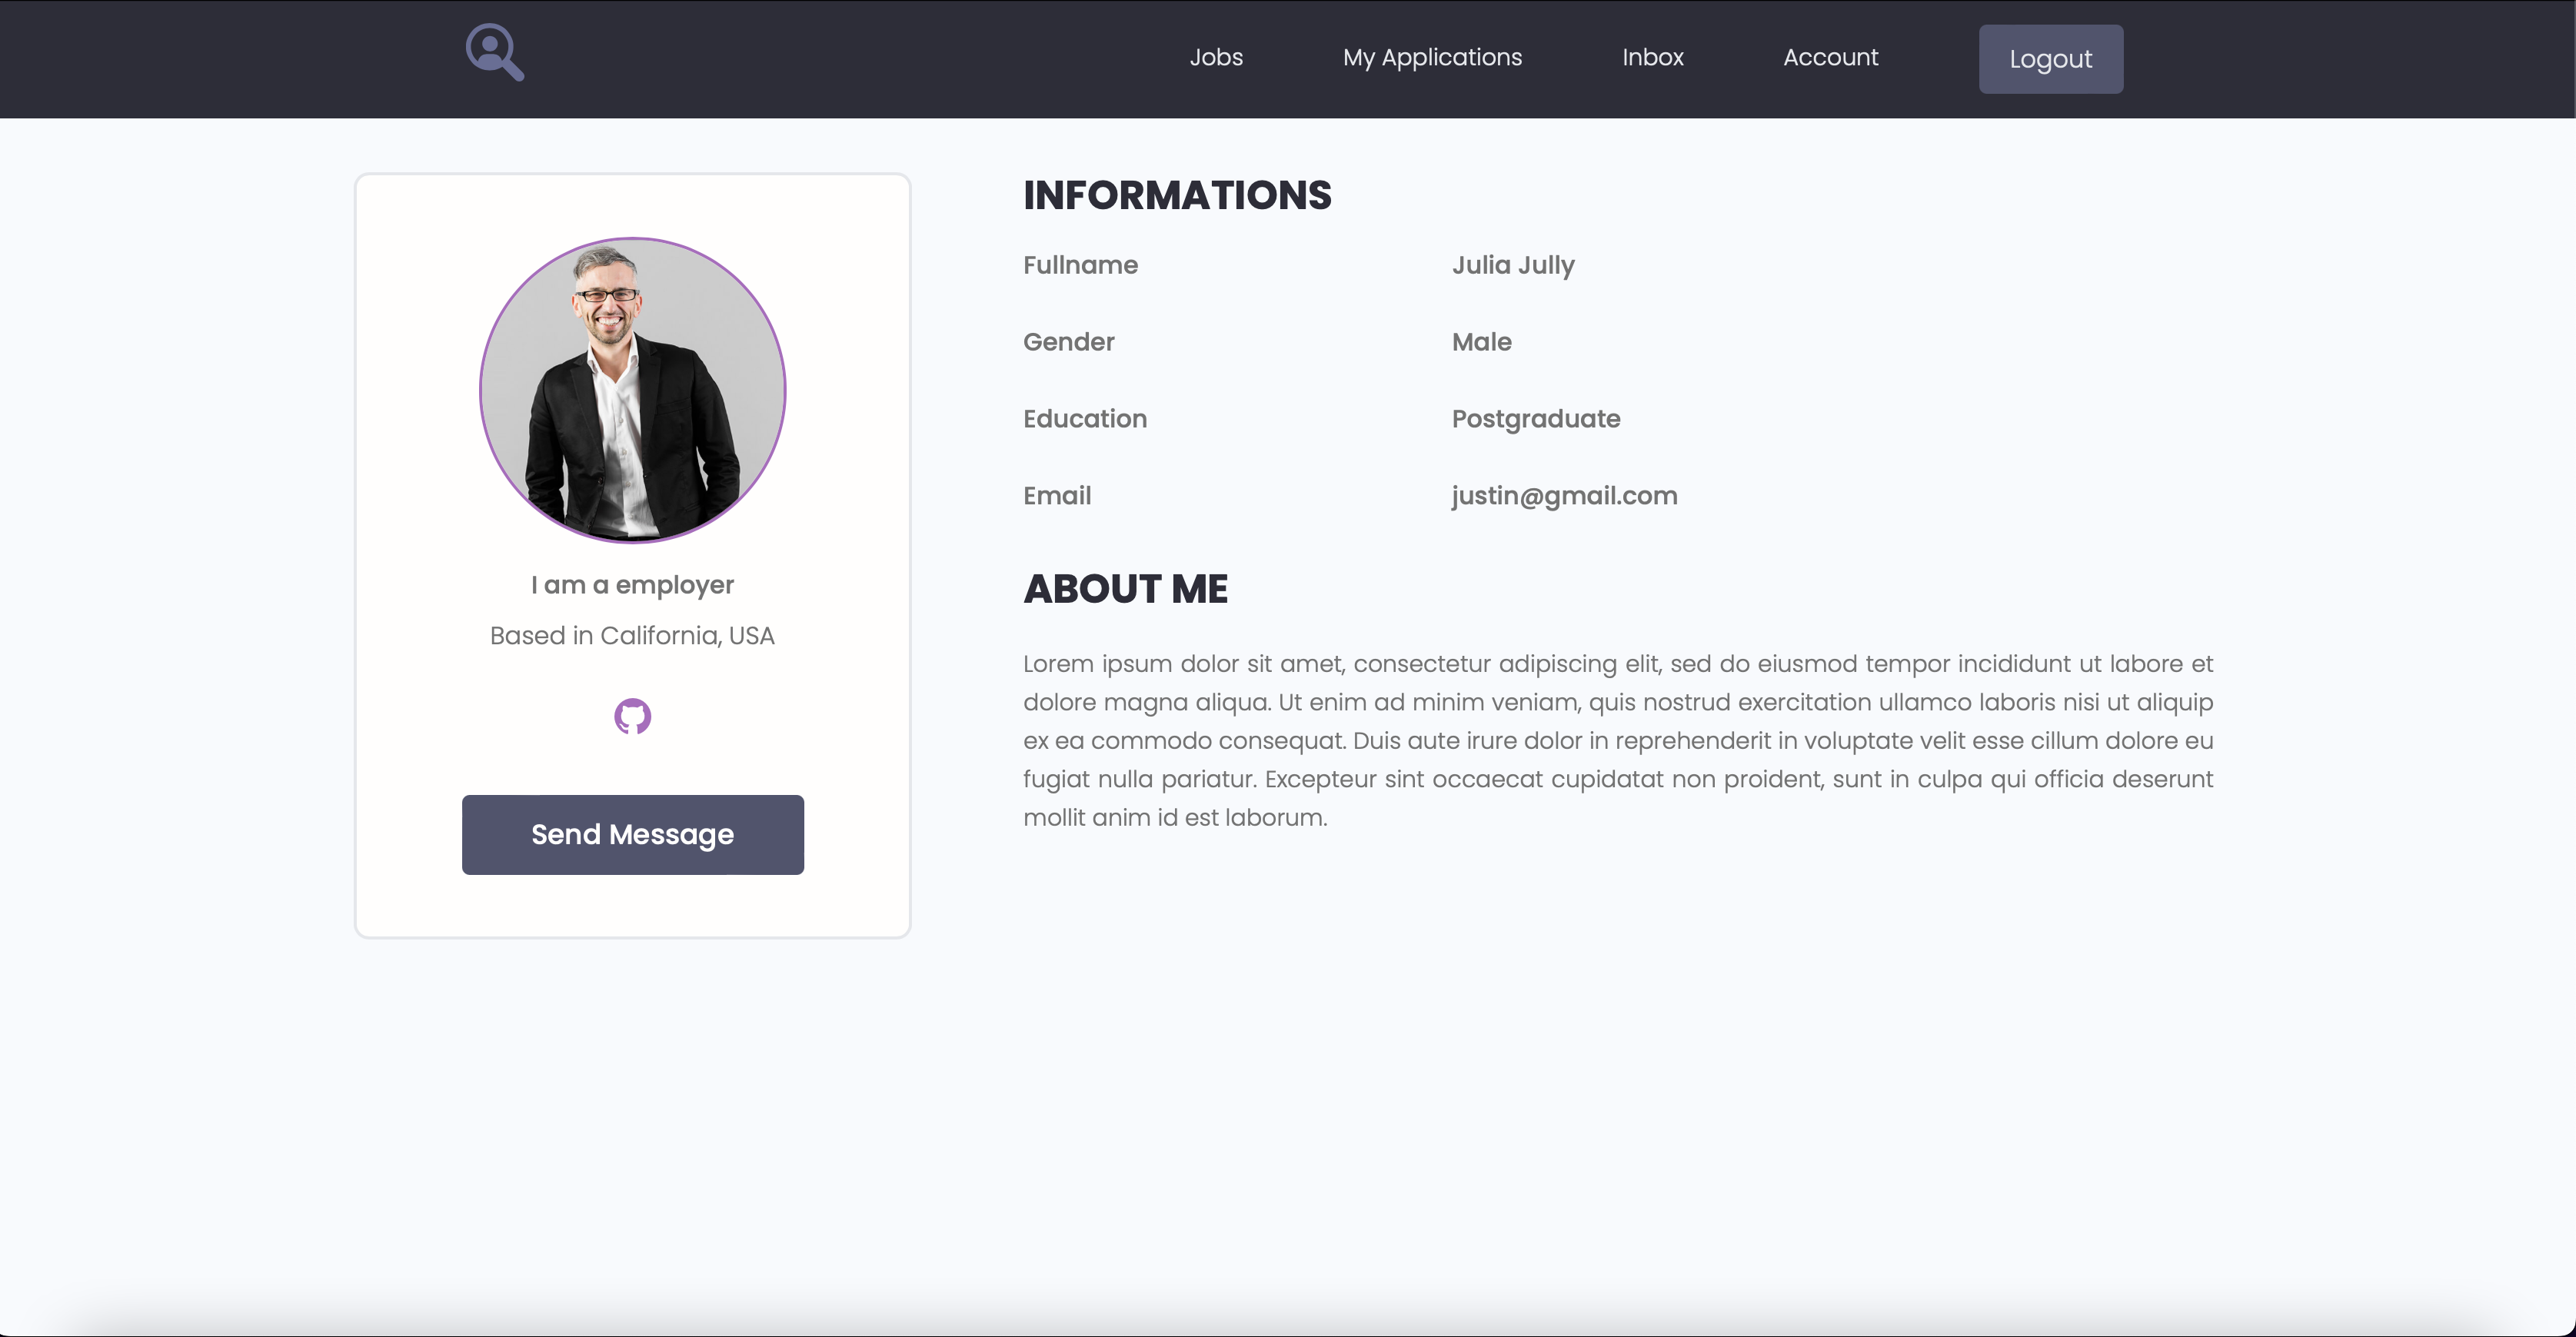 Jobs
My Applications
Inbox
Account
Logout
I am a employer
Based in California, USA
Send Message
INFORMATIONS
Fullname Julia Jully
Gender Male
Education Postgraduate
Email justin@gmail.com
ABOUT ME
Lorem ipsum dolor sit amet, consectetur adipiscing elit, sed do eiusmod tempor incididunt ut labore et
dolore magna aliqua. Ut enim ad minim veniam, quis nostrud exercitation ullamco laboris nisi ut aliquip
ex ea commodo consequat. Duis aute irure dolor in reprehenderit in voluptate velit esse cillum dolore eu
fugiat nulla pariatur. Excepteur sint occaecat cupidatat non proident, sunt in culpa qui officia deserunt
mollit anim id est laborum.